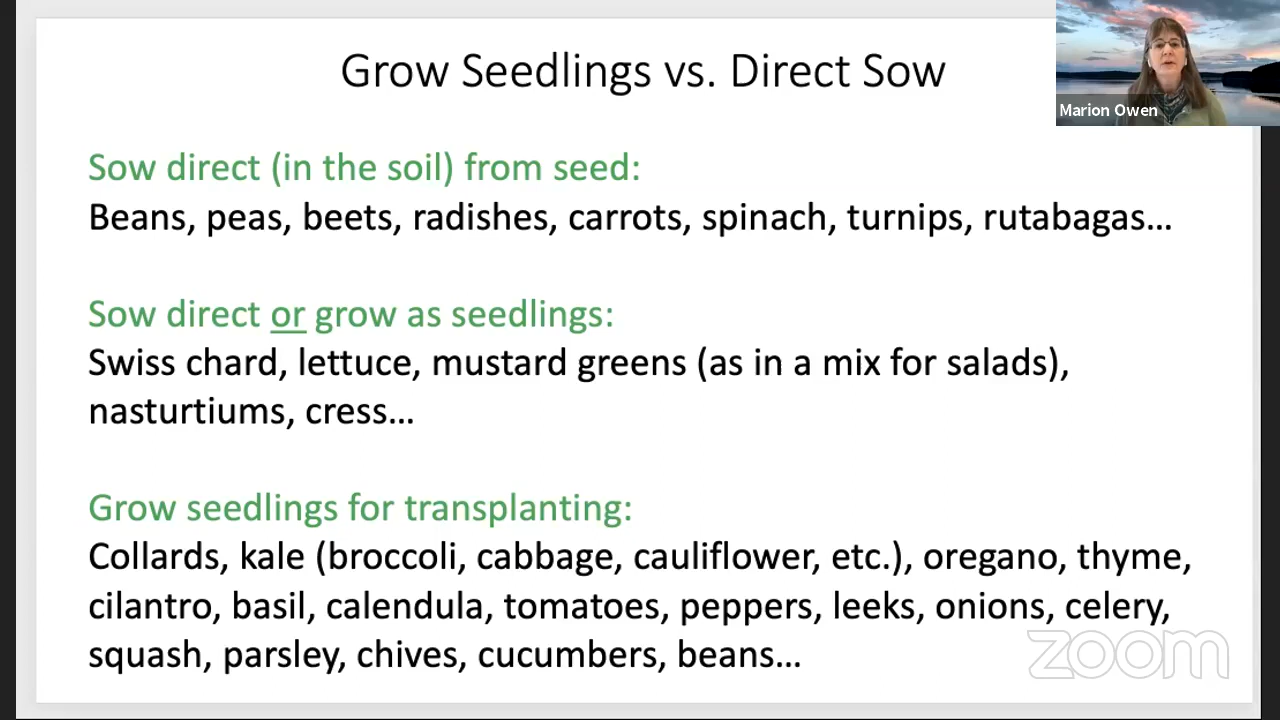 Grow Seedlings vs. Direct Sow
Marion Owen
Sow direct (in the soil) from seed:
Beans, peas, beets, radishes, carrots, spinach, turnips, rutabagas…
Sow direct or grow as seedlings:
Swiss chard, lettuce, mustard greens (as in a mix for salads),
nasturtiums, cress…
Grow seedlings for transplanting:
Collards, kale (broccoli, cabbage, cauliflower, etc.), oregano, thyme,
cilantro, basil, calendula, tomatoes, peppers, leeks, onions, celery,
squash, parsley, chives, cucumbers, beans…
zoom